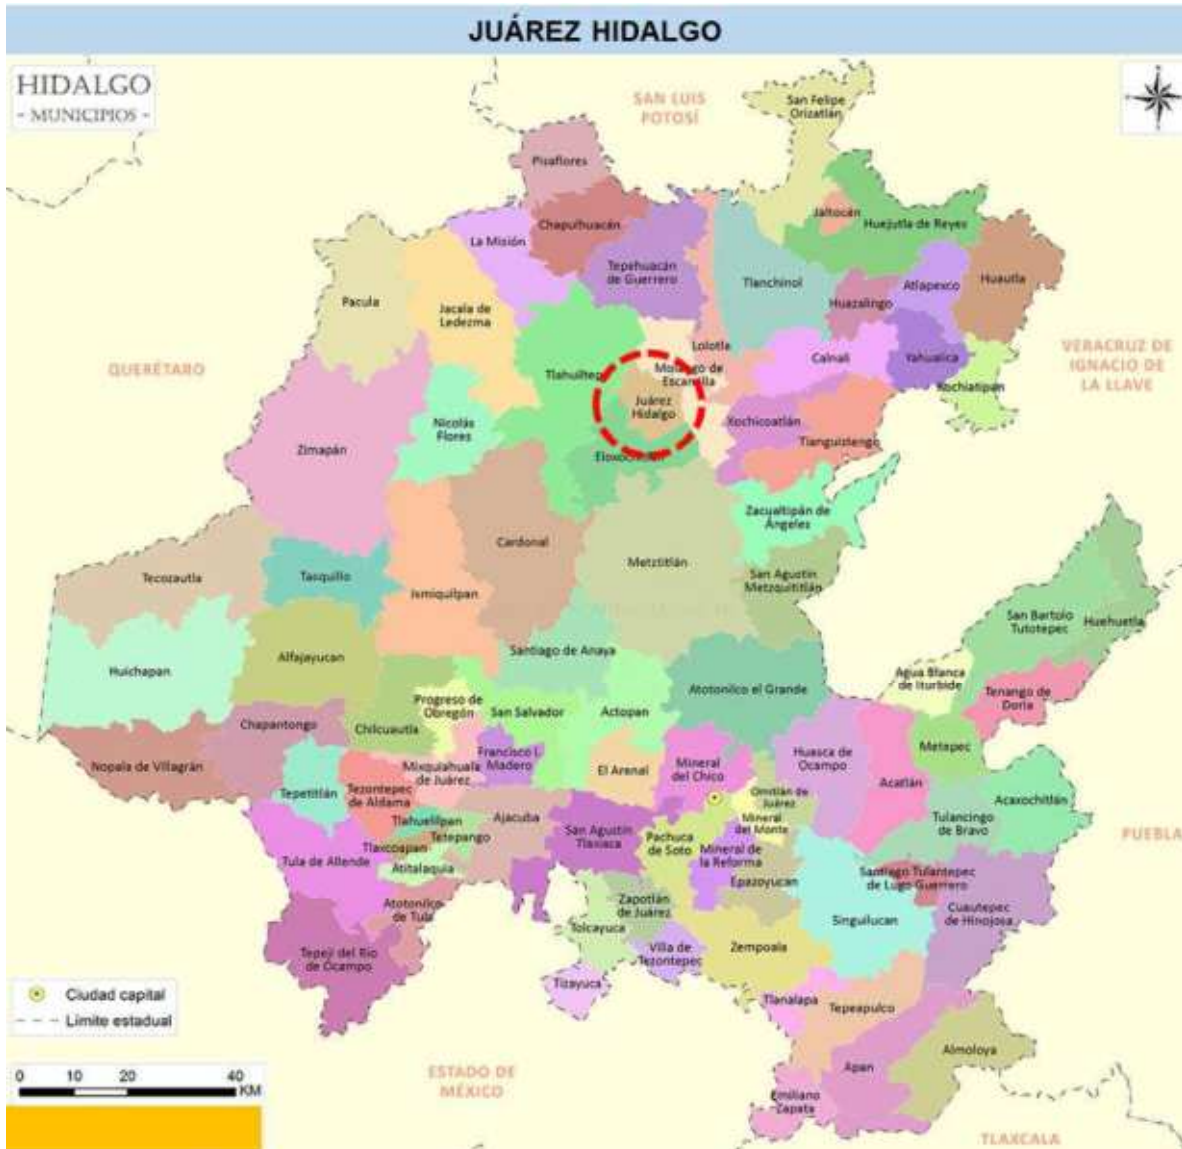 JUÁREZ HIDALGO
HIDALGO
- MUNICIPIOS -
SAN LUIS
POTOSÍ
San Felipe
Orizatlán
Pisaflores
Chapulhuacán
La Misión
Jaltocán
Huejutla de Reyes
Tepehuacán
de Guerrero
Tlanchinol
Huautla
Atlapexco
Huazalingo
Pacula
Jacala de
Ledezma
Lolotla
Calnali
Yahualica
Xochiatipan
VERACRUZ DE
IGNACIO DE
LA LLAVE
QUERÉTARO
Tlahuiltep
Molango de
Escamilla
Juárez
Hidalgo
Nicolás
Flores
Xochicoatlán
Tianguistengo
Zimapán
Zacualtipán de
Ángeles
Cardonal
Metztitlán
San Agustín
Metzquititlán
Tecozautla
Tasquillo
Ixmiquilpan
San Bartolo
Tutotepec
Huehuetla
Huichapan
Alfajayucan
Santiago de Anaya
Agua Blanca
de Iturbide
Atotonilco el Grande
Tenango de
Doria
Progreso de
Obregón
San Salvador
Actopan
Chapantongo
Chilcuautla
Metepec
Nopala de Villagrán
Mixquiahuala
de Juárez
Francisco I.
Madero
El Arenal
Mineral
del Chico
Huasca de
Ocampo
Acatlán
Tepetitlán
Tezontepec
de Aldama
Omitlán de
Juárez
Acaxochitlán
Tlahuelilpan
Ajacuba
San Agustín
Tlaxiaca
Pachuca
de Soto
Mineral
del Monte
Tulancingo
de Bravo
PUEBLA
Tetepango
Tlaxcoapan
Tula de Allende
Atitalaquia
Mineral de
la Reforma
Epazoyucan
Santiago Tulantepec
de Lugo Guerrero
Atotonilco
de Tula
Zapotlán
de Juárez
Singuilucan
Cuautepec
de Hinojosa
Tolcayuca
Tepeji del Río
de Ocampo
Villa de
Tezontepec
Zempoala
Tizayuca
Tlanalapa
Tepeapulco
Ciudad capital
Límite estadual
Almoloya
Apan
0 10 20 40
KM
ESTADO DE
MÉXICO
Emiliano
Zapata
TLAXCALA